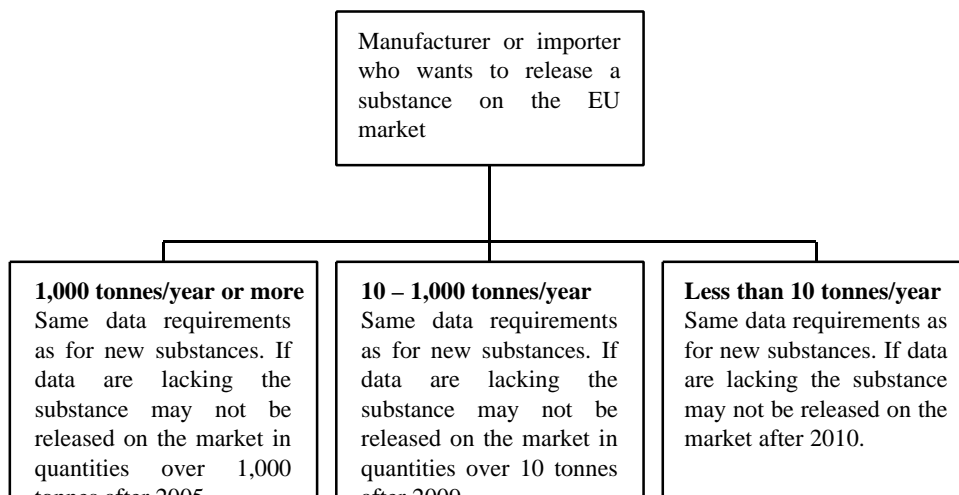 Manufacturer or importer
who wants to release a
substance on the EU
market
1,000 tonnes/year or more
Same data requirements
as for new substances. If
data are lacking the
substance may not be
released on the market in
quantities over 1,000
tonnes after 2005
10 – 1,000 tonnes/year
Same data requirements
as for new substances. If
data are lacking the
substance may not be
released on the market in
quantities over 10 tonnes
after 2009
Less than 10 tonnes/year
Same data requirements as
for new substances. If data
are lacking the substance
may not be released on the
market after 2010.